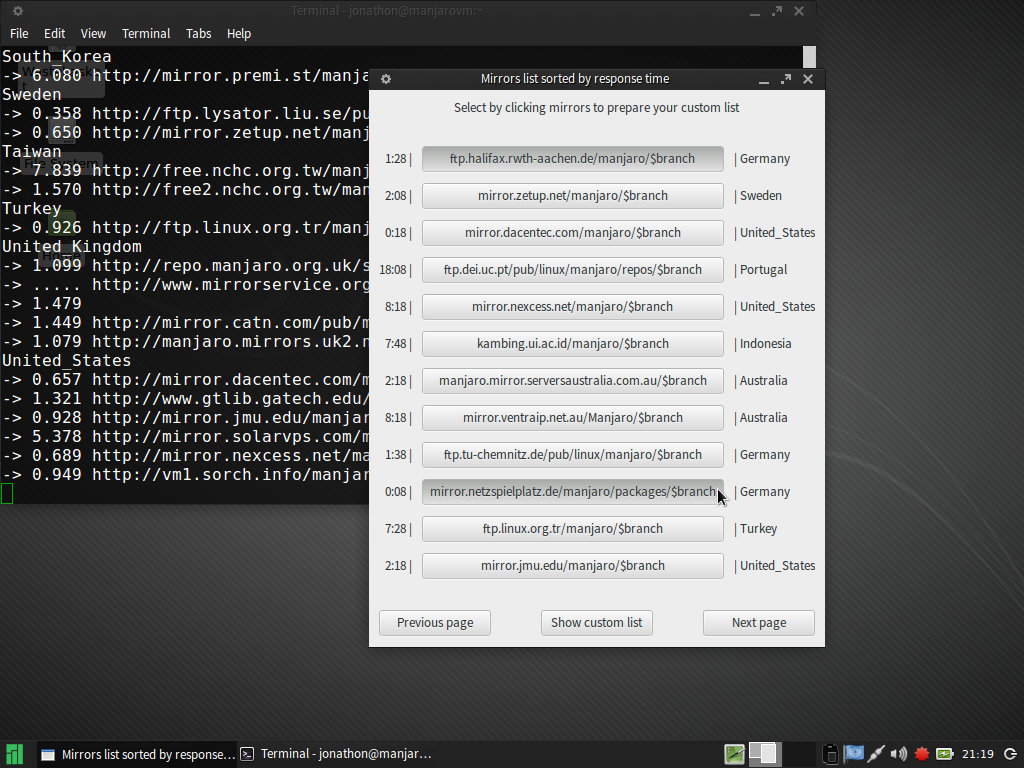 Terminal - jonathon@manjarovm:~
File Edit View Terminal Tabs Help
South_Korea
-> 6.080 http://mirror.premi.st/manja
Sweden
-> 0.358 http://ftp.lysator.liu.se/pu
-> 0.650 http://mirror.zetup.net/manj
Taiwan
-> 7.839 http://free.nchc.org.tw/manj
-> 1.570 http://free2.nchc.org.tw/man
Turkey
-> 0.926 http://ftp.linux.org.tr/manj
United_Kingdom
-> 1.099 http://repo.manjaro.org.uk/s
-> ..... http://www.mirrorservice.org
-> 1.479
-> 1.449 http://mirror.catn.com/pub/m
-> 1.079 http://manjaro.mirrors.uk2.n
United_States
-> 0.657 http://mirror.dacentec.com/m
-> 1.321 http://www.gtlib.gatech.edu/
-> 0.928 http://mirror.jmu.edu/manjar
-> 5.378 http://mirror.solarvps.com/m
-> 0.689 http://mirror.nexcess.net/ma
-> 0.949 http://vm1.sorch.info/manjar
File System
Home
Mirrors list sorted by response time
Select by clicking mirrors to prepare your custom list
1:28 | ftp.halifax.rwth-aachen.de/manjaro/$branch | Germany
2:08 | mirror.zetup.net/manjaro/$branch | Sweden
0:18 | mirror.dacentec.com/manjaro/$branch | United_States
18:08 | ftp.dei.uc.pt/pub/linux/manjaro/repos/$branch | Portugal
8:18 | mirror.nexcess.net/manjaro/$branch | United_States
7:48 | kambing.ui.ac.id/manjaro/$branch | Indonesia
2:18 | manjaro.mirror.serversaustralia.com.au/$branch | Australia
8:18 | mirror.ventraip.net.au/Manjaro/$branch | Australia
1:38 | ftp.tu-chemnitz.de/pub/linux/manjaro/$branch | Germany
0:08 | mirror.netzspielplatz.de/manjaro/packages/$branch | Germany
7:28 | ftp.linux.org.tr/manjaro/$branch | Turkey
2:18 | mirror.jmu.edu/manjaro/$branch | United_States
Previous page Show custom list Next page
Mirrors list sorted by response... Terminal - jonathon@manjar... 21:19